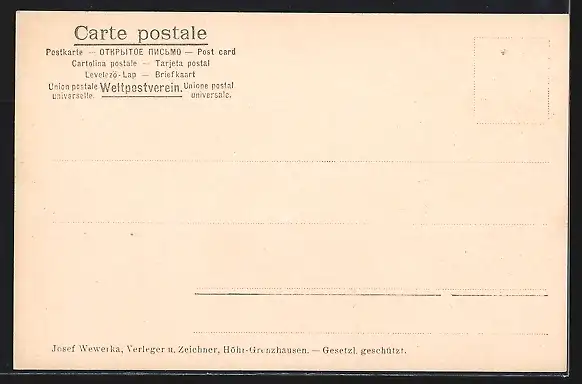 Carte postale
Postkarte — ОТКРЫТОЕ ПИСЬМО — Post card
Cartolina postale — Tarjeta postal
Levelező-Lap — Briefkaart
Union postale universelle. Weltpostverein. Unione postal universale.
Josef Wewerka, Verleger u. Zeichner, Höhr-Grenzhausen. — Gesetzl. geschützt.